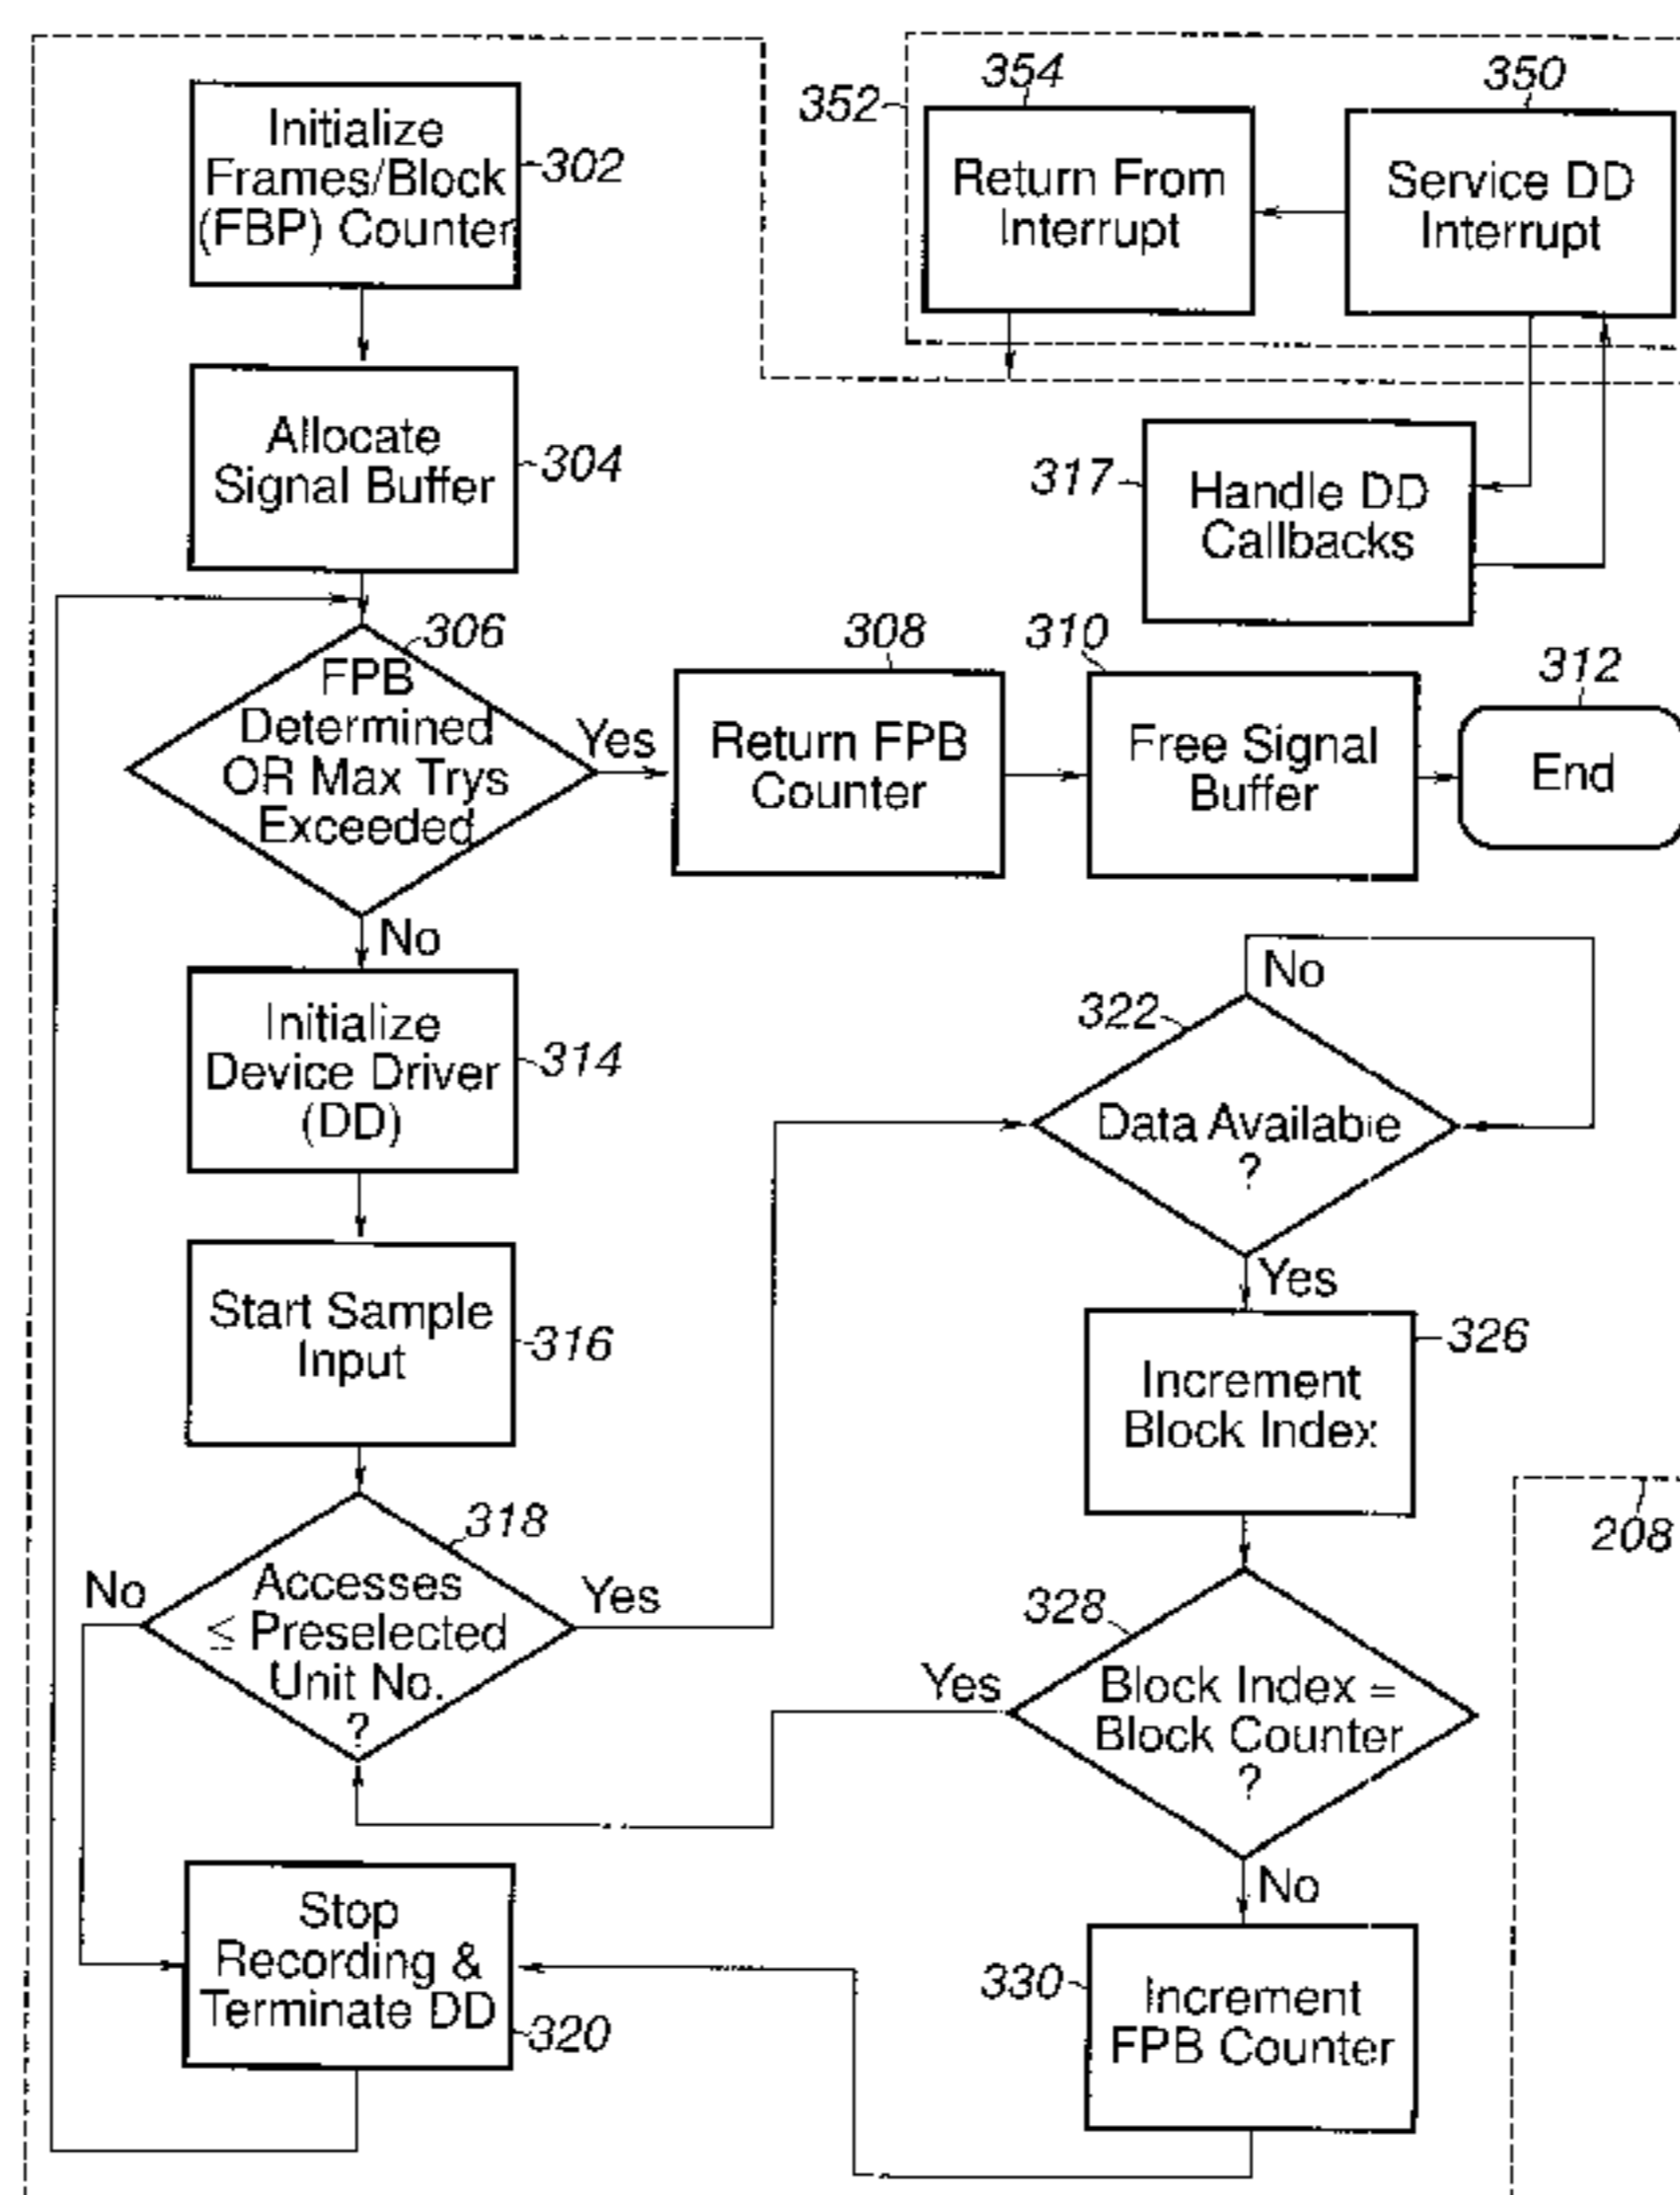 Initialize
Frames/Block
(FBP) Counter
302
352
354
Return From
Interrupt
350
Service DD
Interrupt
Allocate
Signal Buffer
304
317
Handle DD
Callbacks
306
FPB
Determined
OR Max Trys
Exceeded
Yes
No
308
Return FPB
Counter
310
Free Signal
Buffer
312
End
Initialize
Device Driver
(DD)
314
Start Sample
Input
316
318
Accesses
≤ Preselected
Unit No.
?
No
Yes
322
No
Data Available
?
Yes
326
Increment
Block Index
208
328
Yes
Block Index =
Block Counter
?
No
Stop
Recording &
Terminate DD
320
330
Increment
FPB Counter